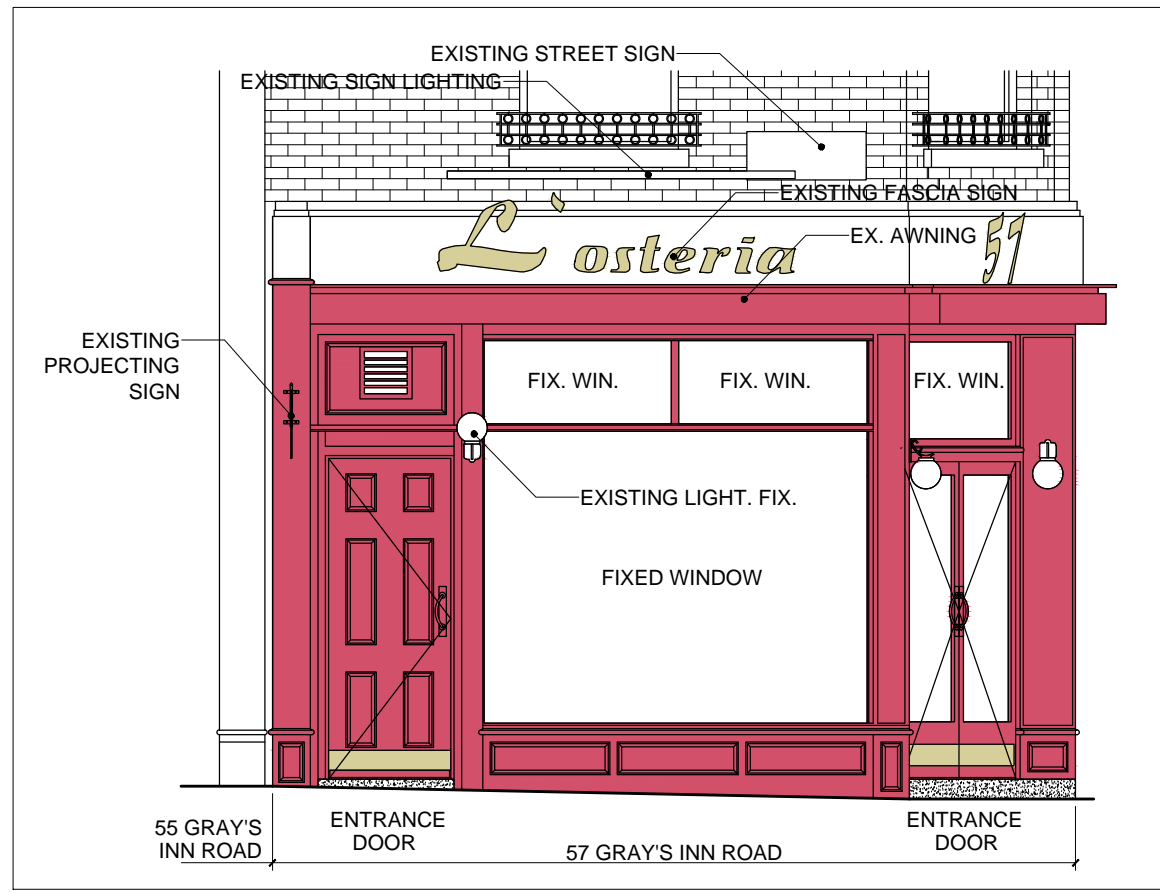 EXISTING STREET SIGN
EXISTING SIGN LIGHTING
EXISTING FASCIA SIGN
L'osteria
57
EX. AWNING
EXISTING
PROJECTING
SIGN
FIX. WIN.
FIX. WIN.
FIX. WIN.
EXISTING LIGHT. FIX.
FIXED WINDOW
ENTRANCE
DOOR
ENTRANCE
DOOR
55 GRAY'S
INN ROAD
57 GRAY'S INN ROAD